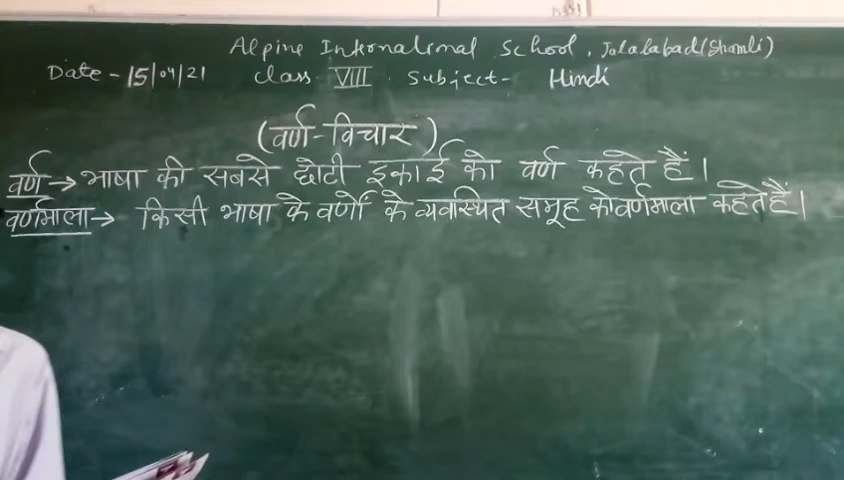 Alpine International School, Jalalabad(Shamli)
Date - 15/04/21 Class VIII Subject- Hindi
(वर्ण-विचार)
वर्ण → भाषा की सबसे छोटी इकाई को वर्ण कहते हैं।
वर्णमाला → किसी भाषा के वर्णों के व्यवस्थित समूह को वर्णमाला कहते हैं।